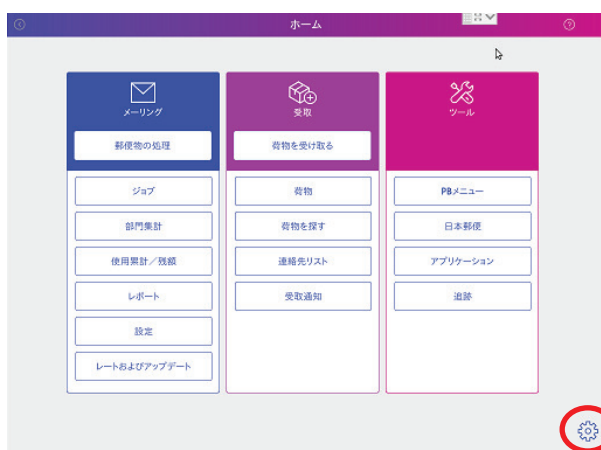 ホーム
メーリング
郵便物の処理
ジョブ
部門集計
使用累計／残額
レポート
設定
レートおよびアップデート
受取
荷物を受け取る
荷物
荷物を探す
連絡先リスト
受取通知
ツール
PBメニュー
日本郵便
アプリケーション
追跡